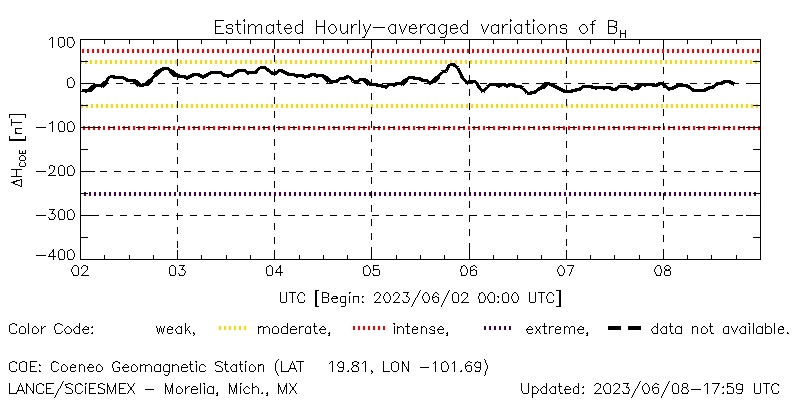 Estimated Hourly-averaged variations of BH
100
0
-100
-200
-300
-400
ΔHCOE [nT]
02 03 04 05 06 07 08
UTC [Begin: 2023/06/02 00:00 UTC]
Color Code: weak, moderate, intense, extreme, data not available.
COE: Coeneo Geomagnetic Station (LAT 19.81, LON -101.69)
LANCE/SCiESMEX - Morelia, Mich., MX Updated: 2023/06/08-17:59 UTC